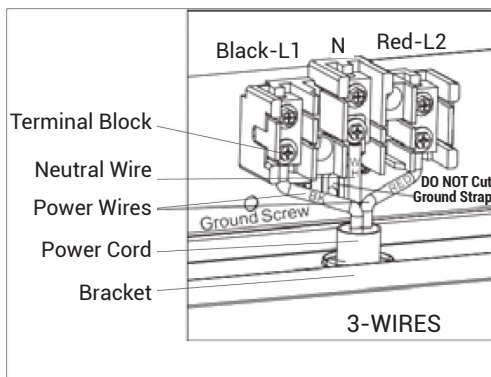 Black-L1 N Red-L2
Terminal Block
Neutral Wire
Power Wires
Power Cord
Bracket
W
RED
DO NOT Cut
Ground Strap
Ground Screw
3-WIRES